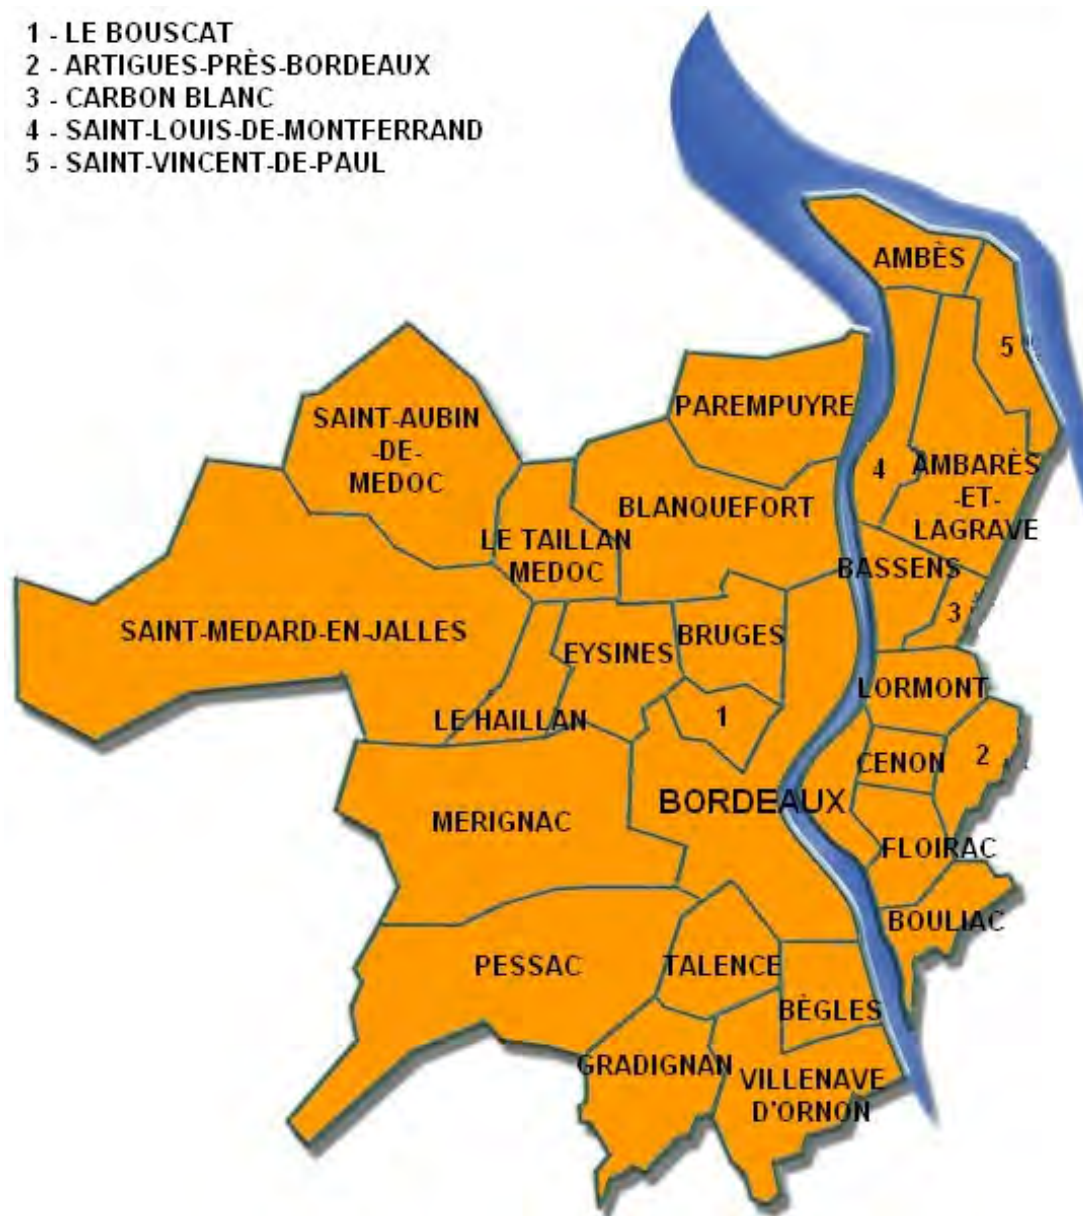 1 - LE BOUSCAT
2 - ARTIGUES-PRÈS-BORDEAUX
3 - CARBON BLANC
4 - SAINT-LOUIS-DE-MONTFERRAND
5 - SAINT-VINCENT-DE-PAUL
AMBÈS
5
PAREMPUYRE
SAINT-AUBIN
-DE-
MEDOC
4
AMBARÈS
-ET-
LAGRAVE
BLANQUEFORT
LE TAILLAN
MEDOC
BASSENS
3
SAINT-MEDARD-EN-JALLES
EYSINES
BRUGES
LORMONT
LE HAILLAN
1
2
CENON
BORDEAUX
MERIGNAC
FLOIRAC
BOULIAC
PESSAC
TALENCE
BÈGLES
GRADIGNAN
VILLENAVE
D'ORNON